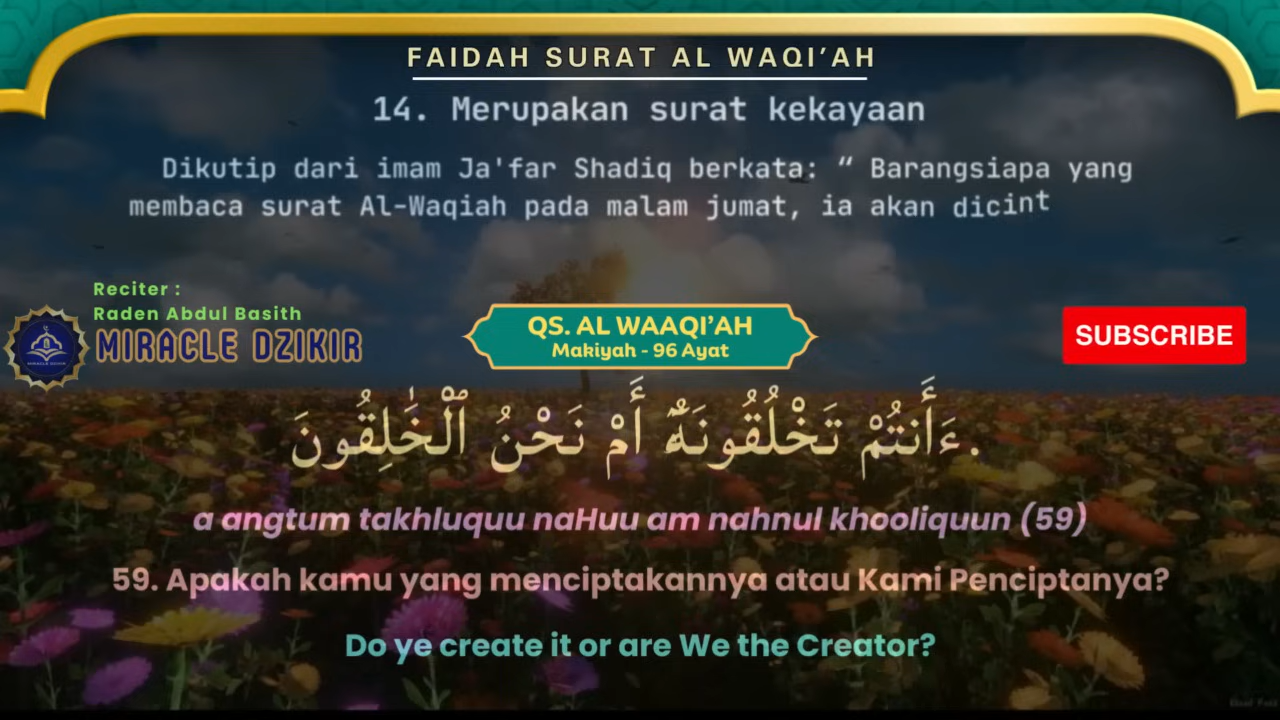 FAIDAH SURAT AL WAQI’AH
14. Merupakan surat kekayaan
Dikutip dari imam Ja'far Shadiq berkata: “ Barangsiapa yang
membaca surat Al-Waqiah pada malam jumat, ia akan dicint
Reciter :
Raden Abdul Basith
MIRACLE DZIKIR
QS. AL WAAQI’AH
Makiyah - 96 Ayat
SUBSCRIBE
ءَأَنتُمْ تَخْلُقُونَهُۥٓ أَمْ نَحْنُ ٱلْخَٰلِقُونَ.
a angtum takhluquu naHuu am nahnul khooliquun (59)
59. Apakah kamu yang menciptakannya atau Kami Penciptanya?
Do ye create it or are We the Creator?